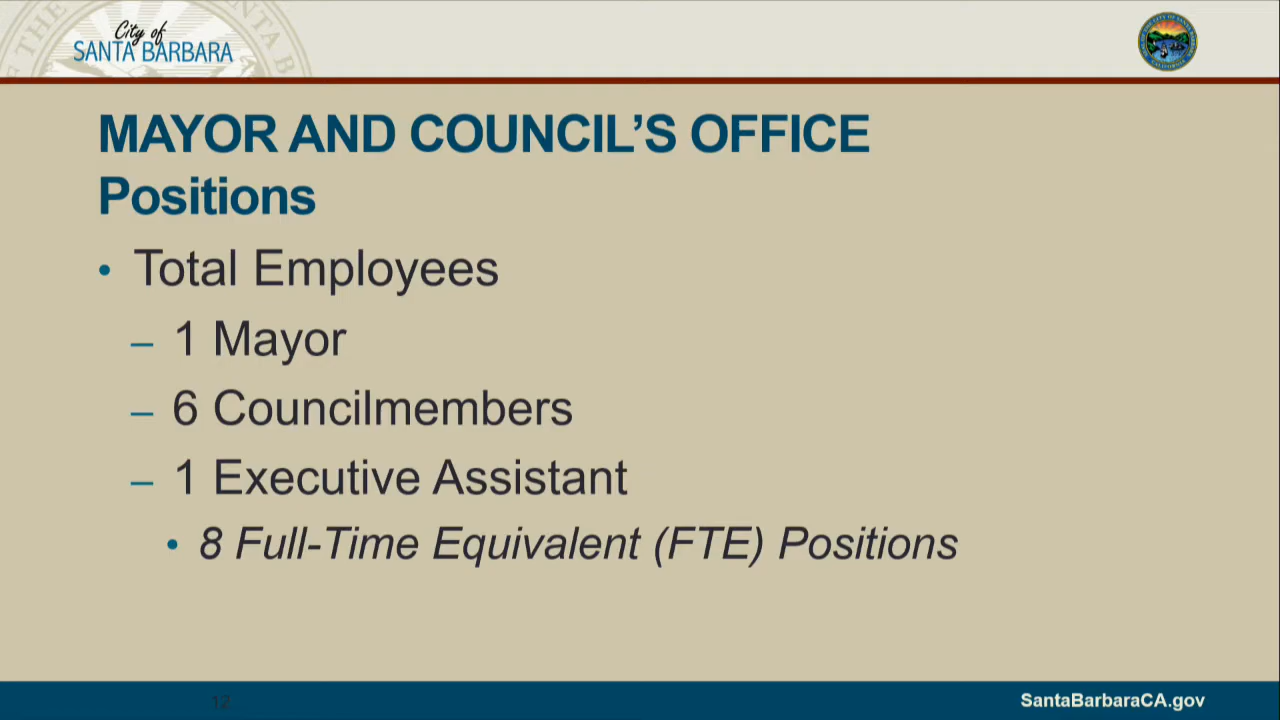 City of
SANTA BARBARA
MAYOR AND COUNCIL’S OFFICE
Positions
• Total Employees
– 1 Mayor
– 6 Councilmembers
– 1 Executive Assistant
• 8 Full-Time Equivalent (FTE) Positions
12
SantaBarbaraCA.gov